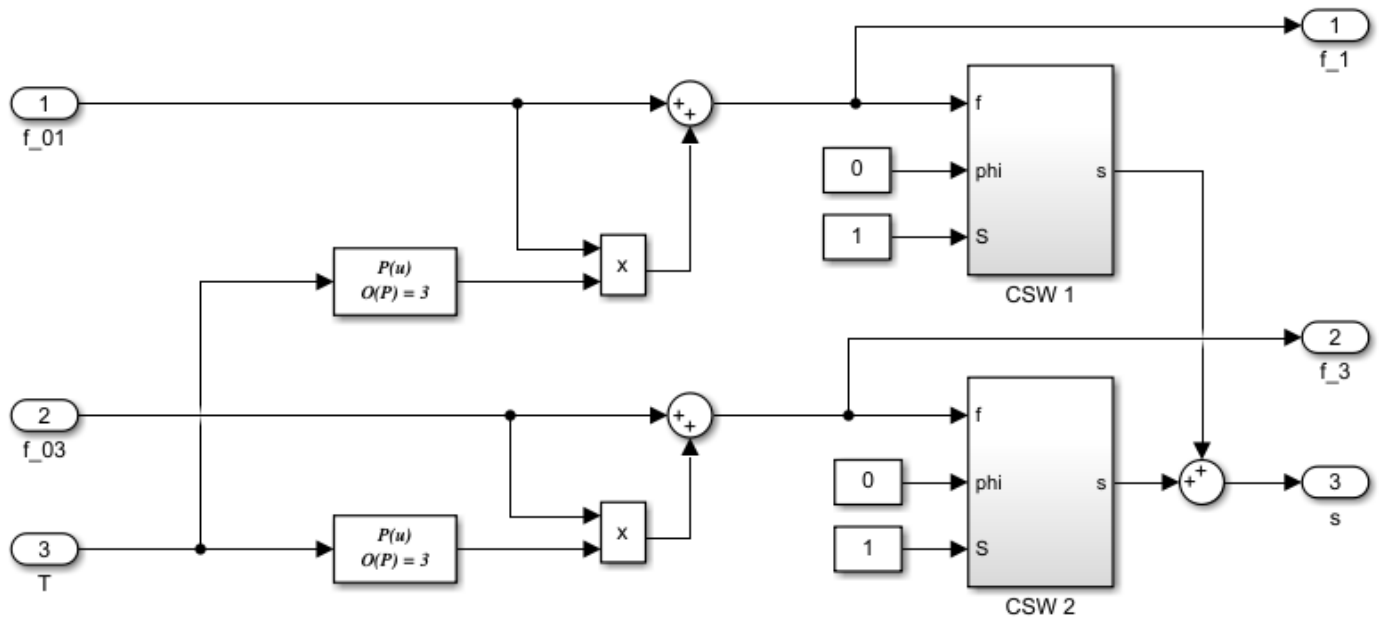 1
f_1
1
f_01
+
+
f
0
phi
s
1
S
x
P(u)
O(P) = 3
CSW 1
2
f_3
2
f_03
+
+
f
0
phi
s
+
+
3
s
x
P(u)
O(P) = 3
1
S
3
T
CSW 2